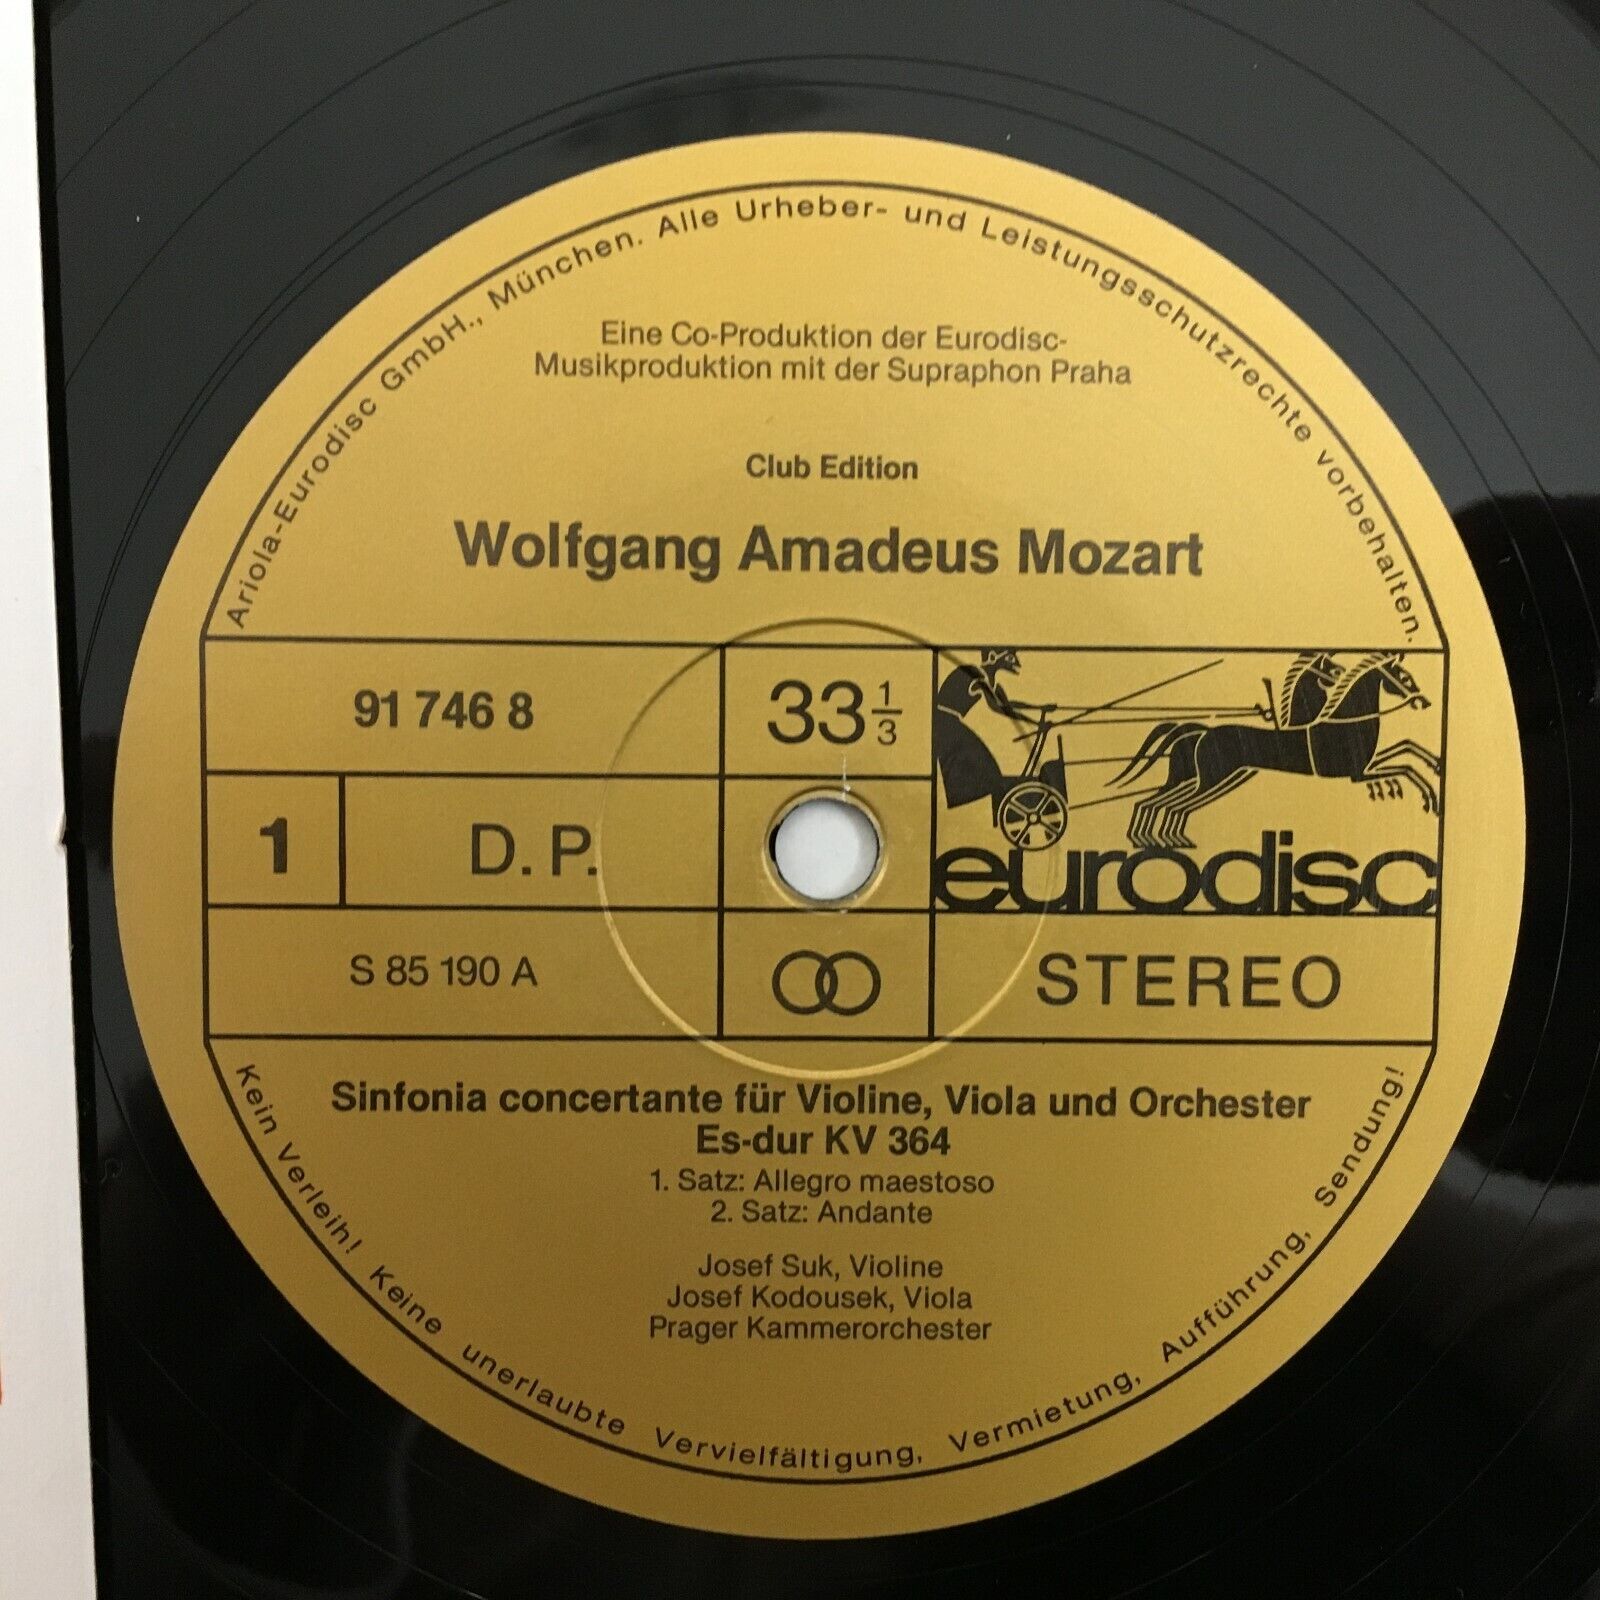 Ariola-Eurodisc GmbH., München. Alle Urheber- und Leistungsschutzrechte vorbehalten.
Eine Co-Produktion der Eurodisc-
Musikproduktion mit der Supraphon Praha
Club Edition
Wolfgang Amadeus Mozart
91 746 8
33 1/3
1
D. P.
eurodisc
S 85 190 A
STEREO
Sinfonia concertante für Violine, Viola und Orchester
Es-dur KV 364
1. Satz: Allegro maestoso
2. Satz: Andante
Josef Suk, Violine
Josef Kodousek, Viola
Prager Kammerorchester
Kein Verleih! Keine unerlaubte Vervielfältigung, Vermietung, Aufführung, Sendung!